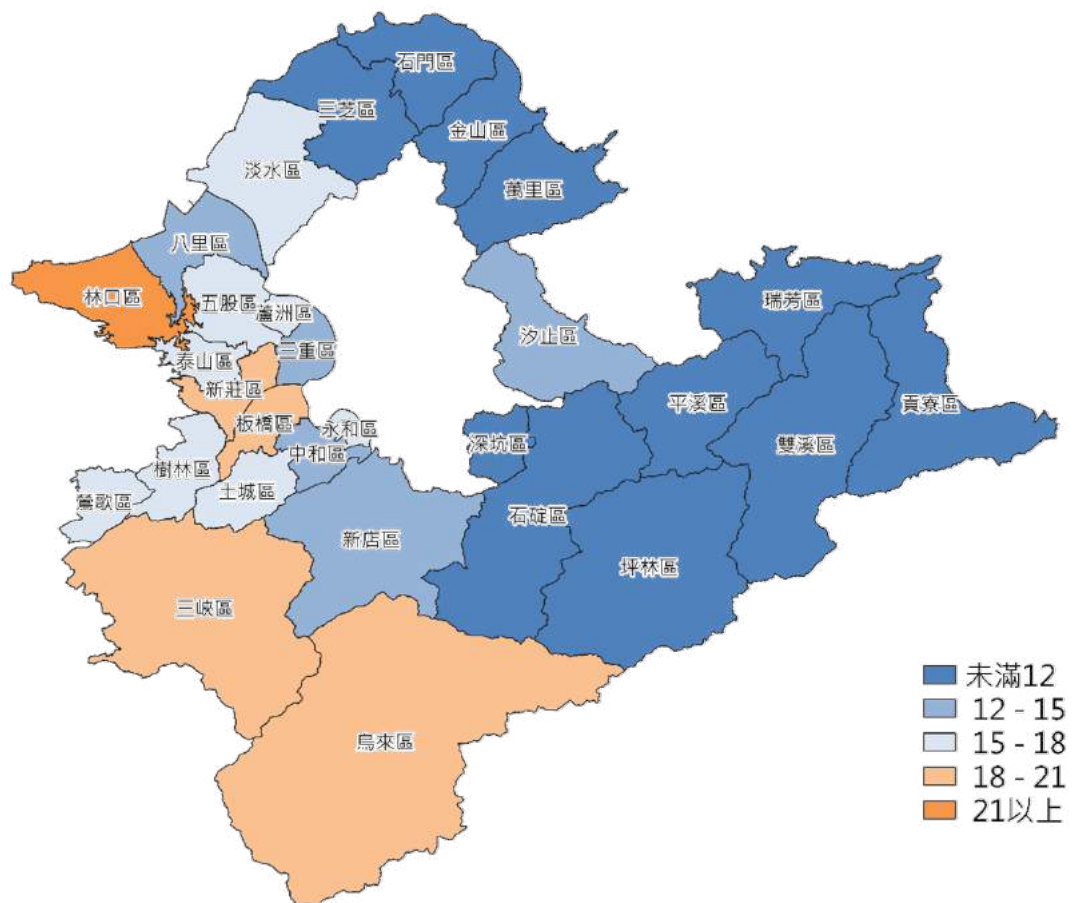 石門區
三芝區
金山區
淡水區
萬里區
八里區
林口區
五股區
蘆洲區
瑞芳區
汐止區
三重區
泰山區
新莊區
平溪區
貢寮區
板橋區
永和區
深坑區
雙溪區
中和區
樹林區
土城區
鶯歌區
石碇區
新店區
坪林區
三峽區
烏來區
未滿12
12 - 15
15 - 18
18 - 21
21以上